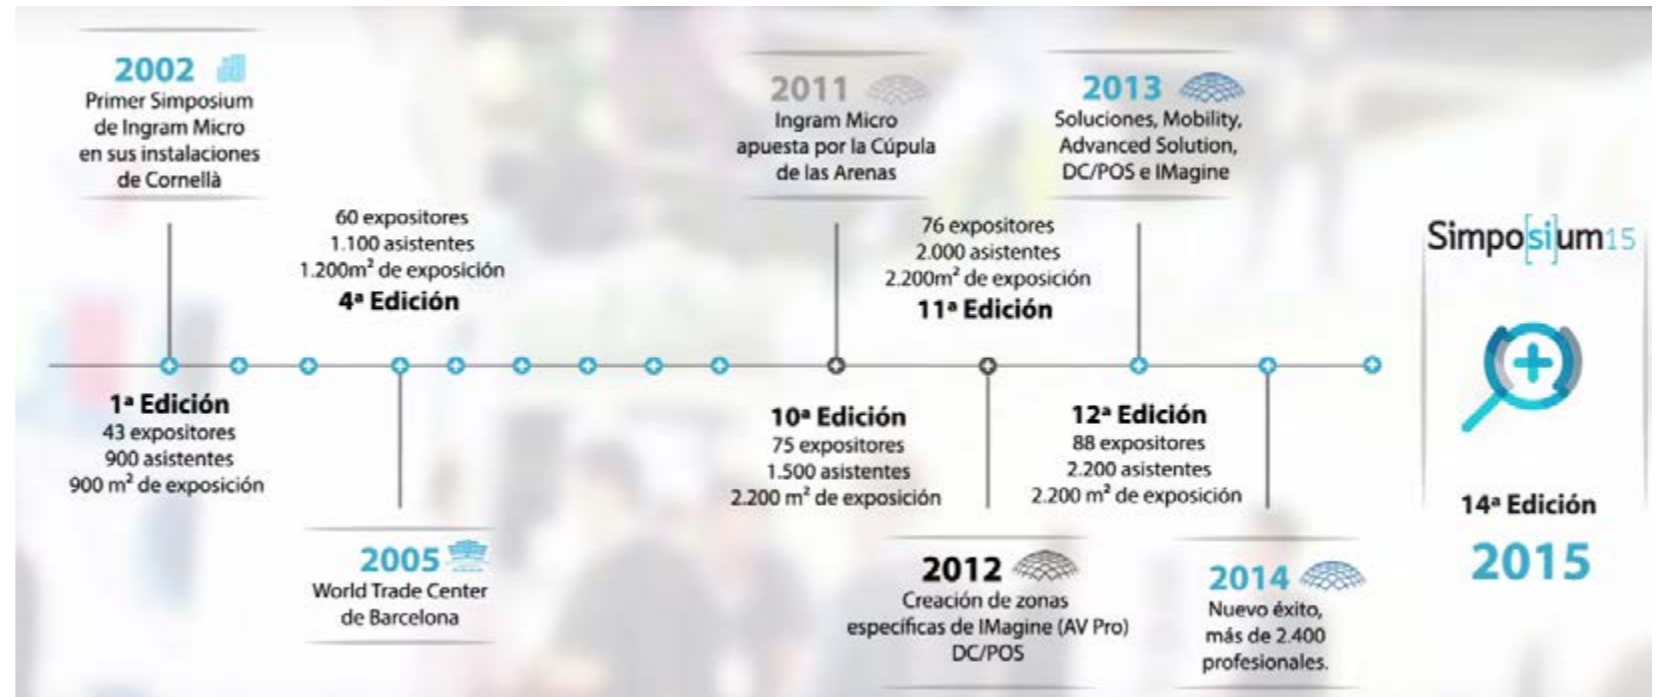 2002
Primer Simposium
de Ingram Micro
en sus instalaciones
de Cornellà
1ª Edición
43 expositores
900 asistentes
900 m² de exposición
60 expositores
1.100 asistentes
1.200m² de exposición
4ª Edición
2005
World Trade Center
de Barcelona
2011
Ingram Micro
apuesta por la Cúpula
de las Arenas
10ª Edición
75 expositores
1.500 asistentes
2.200 m² de exposición
76 expositores
2.000 asistentes
2.200m² de exposición
11ª Edición
2012
Creación de zonas
específicas de IMagine (AV Pro)
DC/POS
2013
Soluciones, Mobility,
Advanced Solution,
DC/POS e IMagine
12ª Edición
88 expositores
2.200 asistentes
2.200 m² de exposición
2014
Nuevo éxito,
más de 2.400
profesionales.
Simpo[si]um15
14ª Edición
2015